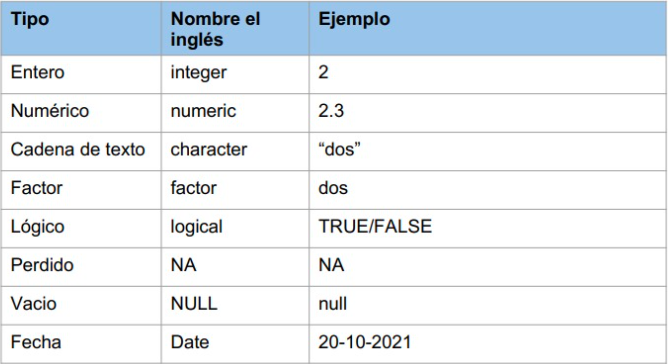 Tipo Nombre el inglés Ejemplo
Entero integer 2
Numérico numeric 2.3
Cadena de texto character “dos”
Factor factor dos
Lógico logical TRUE/FALSE
Perdido NA NA
Vacio NULL null
Fecha Date 20-10-2021